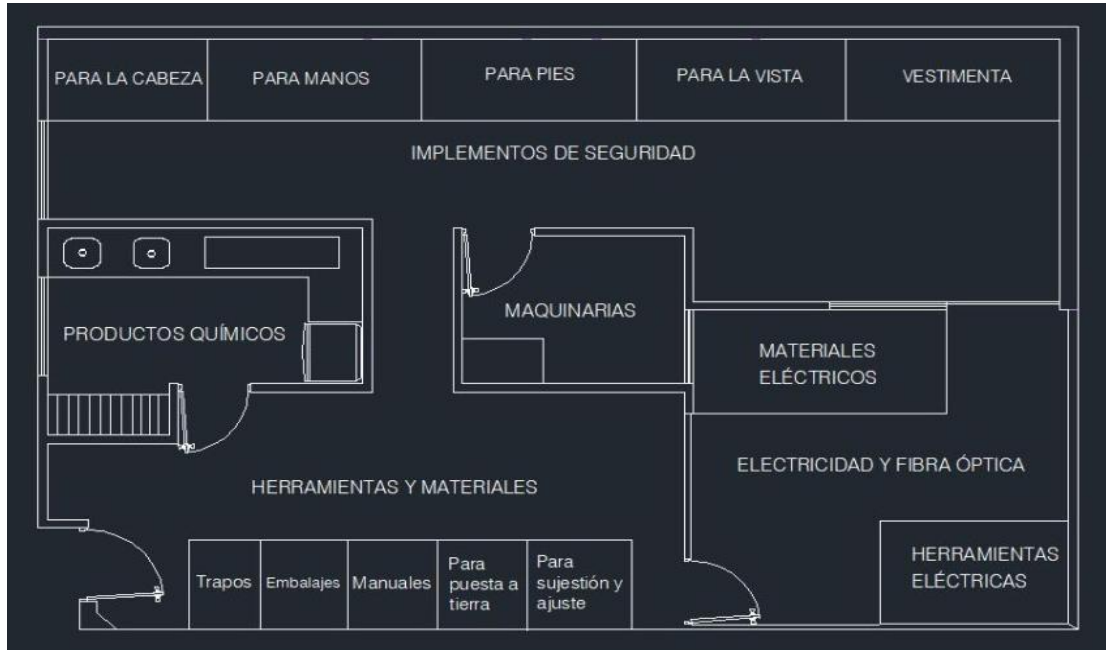 PARA LA CABEZA
PARA MANOS
PARA PIES
PARA LA VISTA
VESTIMENTA
IMPLEMENTOS DE SEGURIDAD
PRODUCTOS QUÍMICOS
MAQUINARIAS
MATERIALES
ELÉCTRICOS
HERRAMIENTAS Y MATERIALES
ELECTRICIDAD Y FIBRA ÓPTICA
Trapos
Embalajes
Manuales
Para
puesta a
tierra
Para
sujestión y
ajuste
HERRAMIENTAS
ELÉCTRICAS